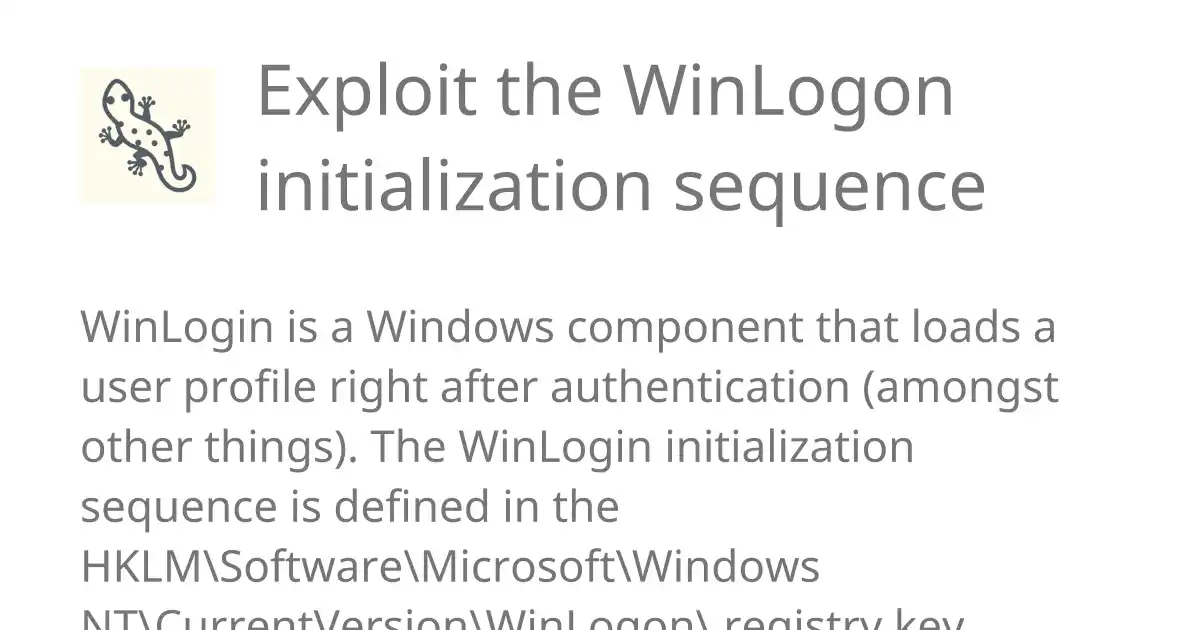 Exploit the WinLogon
initialization sequence
WinLogin is a Windows component that loads a
user profile right after authentication (amongst
other things). The WinLogin initialization
sequence is defined in the
HKLM\Software\Microsoft\Windows
NT\CurrentVersion\WinLogon\ registry key